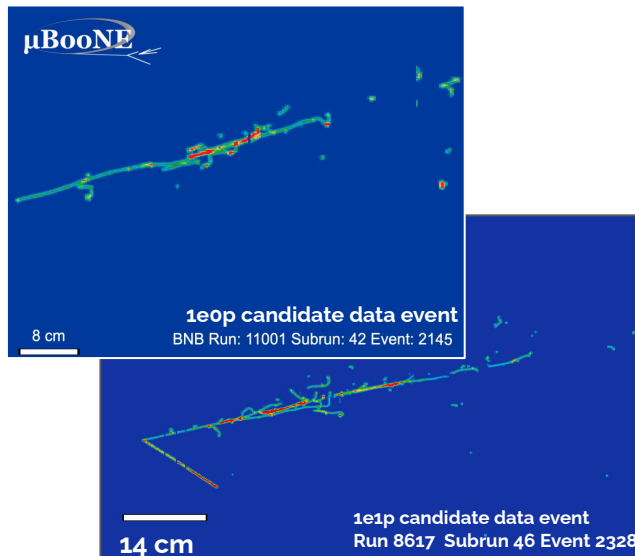 µBooNE
1e0p candidate data event
8 cm
BNB Run: 11001 Subrun: 42 Event: 2145
14 cm
1e1p candidate data event
Run 8617 Subrun 46 Event 2328